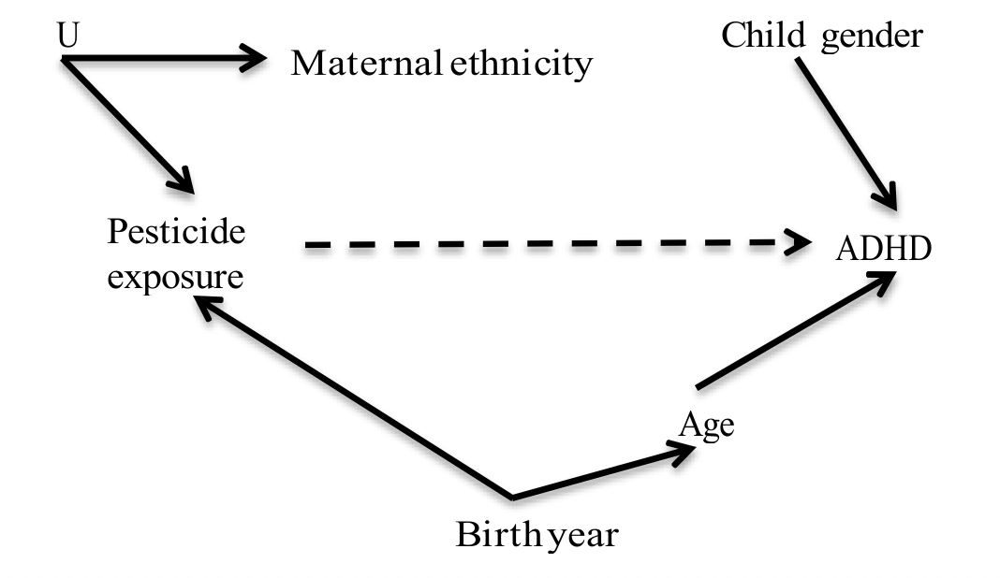 U
Maternal ethnicity
Child gender
Pesticide
exposure
ADHD
Age
Birth year